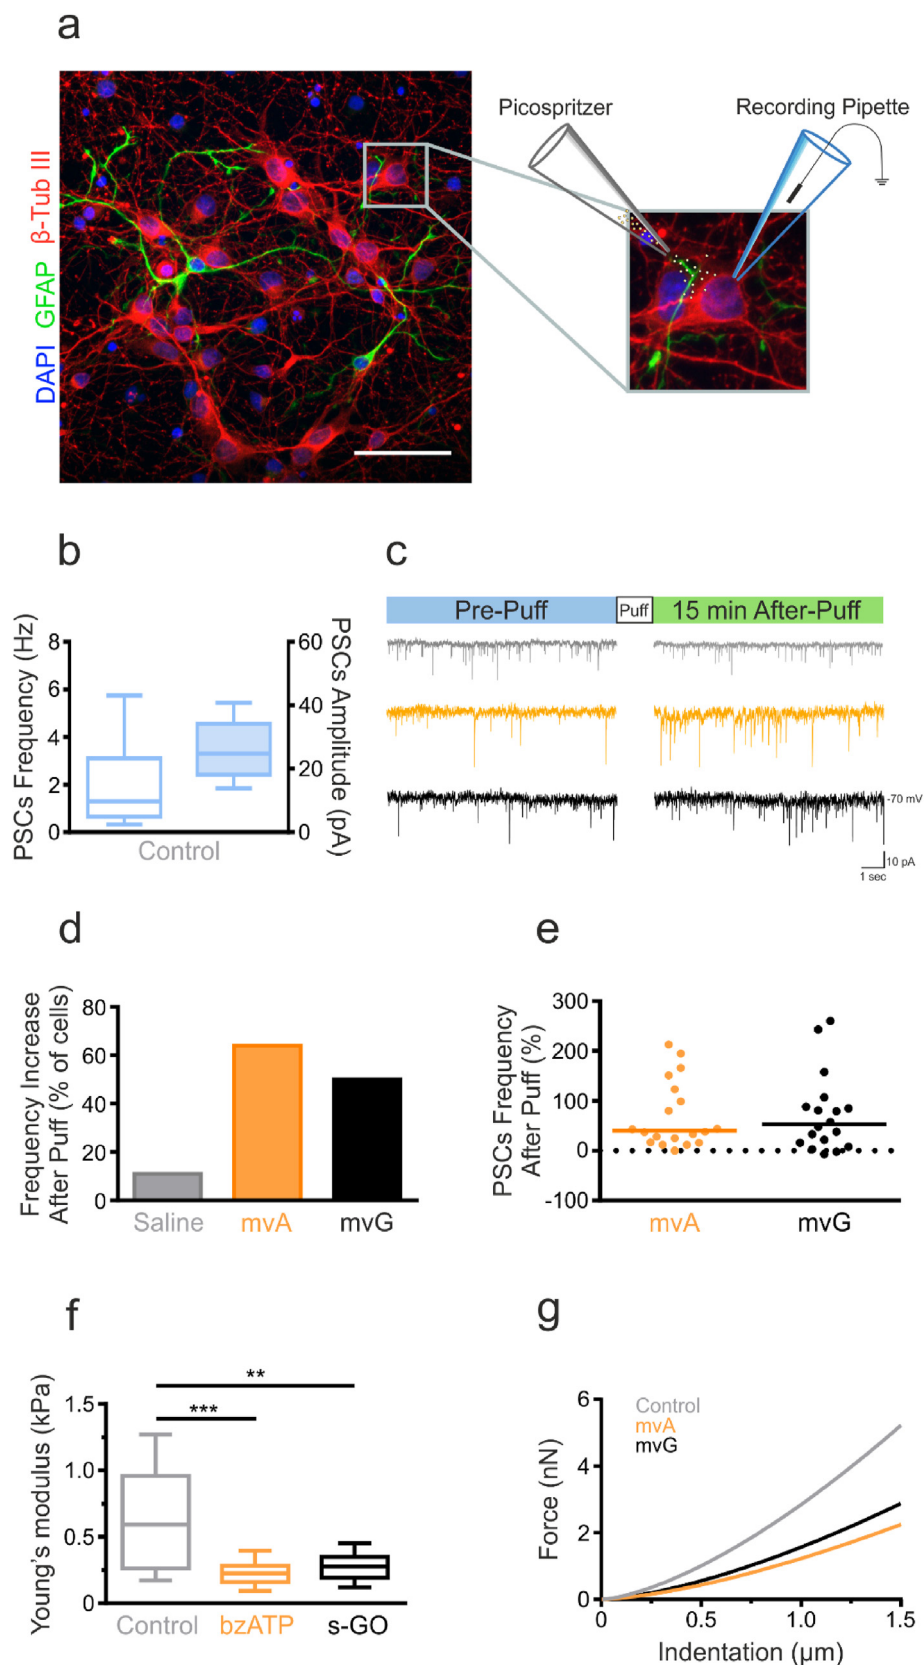 a
DAPI GFAP β-Tub III
Picospritzer
Recording Pipette
b
PSCs Frequency (Hz)
8
6
4
2
0
PSCs Amplitude (pA)
60
40
20
0
Control
c
Pre-Puff
Puff
15 min After-Puff
-70 mV
10 pA
1 sec
d
Frequency Increase
After Puff (% of cells)
80
60
40
20
0
Saline
mvA
mvG
e
PSCs Frequency
After Puff (%)
300
200
100
0
-100
mvA
mvG
f
Young's modulus (kPa)
1.5
1.0
0.5
0
**
***
Control
bzATP
s-GO
g
Force (nN)
6
4
2
0
Control
mvA
mvG
0
0.5
1.0
1.5
Indentation (µm)